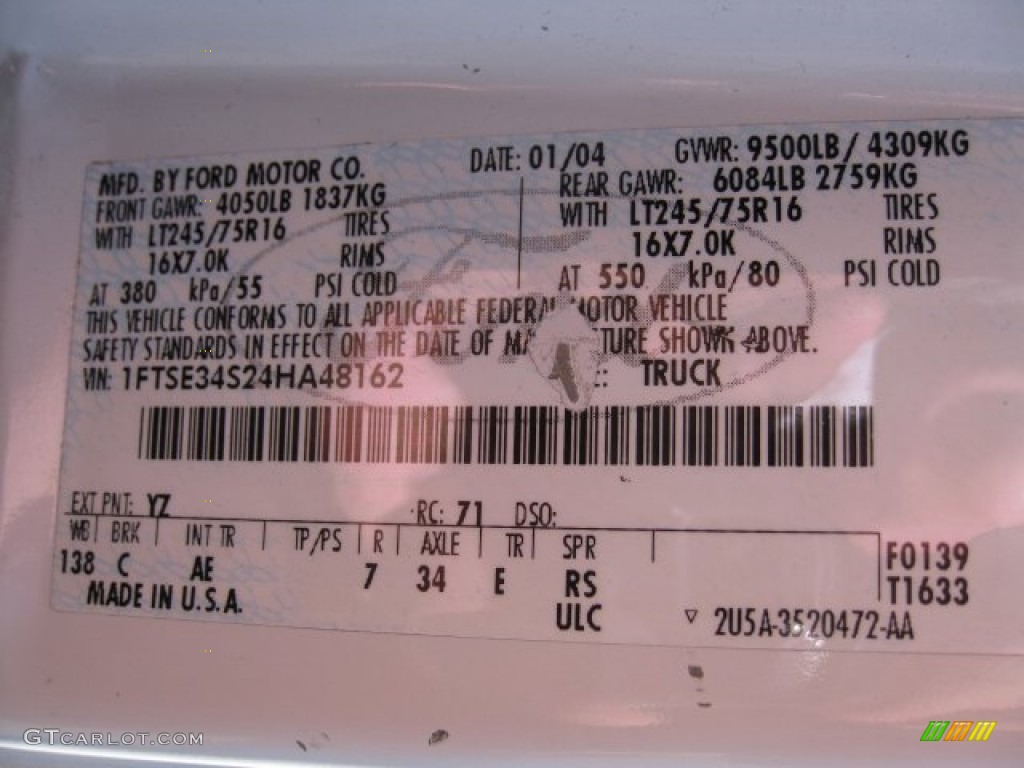 MFD. BY FORD MOTOR CO. DATE: 01/04 GVWR: 9500LB/ 4309KG
FRONT GAWR: 4050LB 1837KG REAR GAWR: 6084LB 2759KG
WITH LT245/75R16 TIRES WITH LT245/75R16 TIRES
16X7.0K RIMS 16X7.0K RIMS
AT 380 kPa/55 PSI COLD AT 550 kPa/80 PSI COLD
THIS VEHICLE CONFORMS TO ALL APPLICABLE FEDERAL MOTOR VEHICLE
SAFETY STANDARDS IN EFFECT ON THE DATE OF MA TURE SHOWN ABOVE.
VIN: 1FTSE34S24HA48162 : TRUCK
EXT PNT: YZ RC: 71 DSO:
WB BRK INT TR TP/PS R AXLE TR SPR
138 C AE 7 34 E RS F0139
MADE IN U.S.A. ULC T1633
2U5A-3520472-AA
GTCARLOT.COM